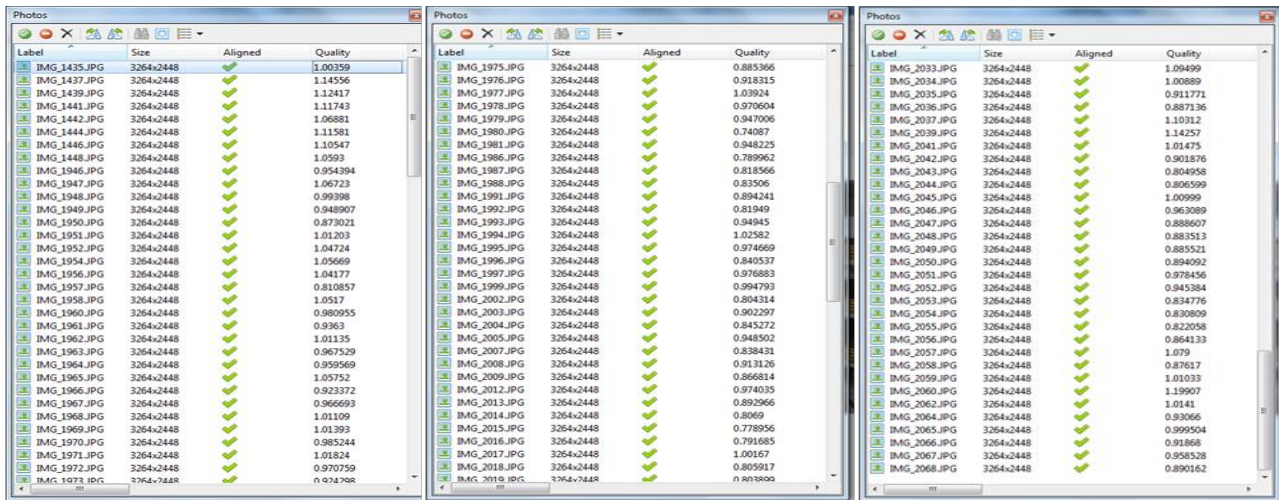 Photos
Label Size Aligned Quality
IMG_1435.JPG 3264x2448 1.00359
IMG_1437.JPG 3264x2448 1.14556
IMG_1439.JPG 3264x2448 1.12417
IMG_1441.JPG 3264x2448 1.11743
IMG_1442.JPG 3264x2448 1.06881
IMG_1444.JPG 3264x2448 1.11581
IMG_1446.JPG 3264x2448 1.10547
IMG_1448.JPG 3264x2448 1.0593
IMG_1946.JPG 3264x2448 0.954394
IMG_1947.JPG 3264x2448 1.06723
IMG_1948.JPG 3264x2448 0.99398
IMG_1949.JPG 3264x2448 0.948907
IMG_1950.JPG 3264x2448 0.873021
IMG_1951.JPG 3264x2448 1.01203
IMG_1952.JPG 3264x2448 1.04724
IMG_1954.JPG 3264x2448 1.05669
IMG_1956.JPG 3264x2448 1.04177
IMG_1957.JPG 3264x2448 0.810857
IMG_1958.JPG 3264x2448 1.0517
IMG_1960.JPG 3264x2448 0.980955
IMG_1961.JPG 3264x2448 0.9363
IMG_1962.JPG 3264x2448 1.01135
IMG_1963.JPG 3264x2448 0.967529
IMG_1964.JPG 3264x2448 0.959569
IMG_1965.JPG 3264x2448 1.05752
IMG_1966.JPG 3264x2448 0.923372
IMG_1967.JPG 3264x2448 0.966693
IMG_1968.JPG 3264x2448 1.01109
IMG_1969.JPG 3264x2448 1.01393
IMG_1970.JPG 3264x2448 0.985244
IMG_1971.JPG 3264x2448 1.01824
IMG_1972.JPG 3264x2448 0.970759
IMG_1973.JPG 3264x2448 0.924298
Photos
Label Size Aligned Quality
IMG_1975.JPG 3264x2448 0.885366
IMG_1976.JPG 3264x2448 0.918315
IMG_1977.JPG 3264x2448 1.03924
IMG_1978.JPG 3264x2448 0.970604
IMG_1979.JPG 3264x2448 0.947006
IMG_1980.JPG 3264x2448 0.74087
IMG_1981.JPG 3264x2448 0.948225
IMG_1986.JPG 3264x2448 0.789962
IMG_1987.JPG 3264x2448 0.818566
IMG_1988.JPG 3264x2448 0.83506
IMG_1991.JPG 3264x2448 0.894241
IMG_1992.JPG 3264x2448 0.81949
IMG_1993.JPG 3264x2448 0.94945
IMG_1994.JPG 3264x2448 1.02582
IMG_1995.JPG 3264x2448 0.974669
IMG_1996.JPG 3264x2448 0.840537
IMG_1997.JPG 3264x2448 0.976883
IMG_1999.JPG 3264x2448 0.994793
IMG_2002.JPG 3264x2448 0.804314
IMG_2003.JPG 3264x2448 0.902297
IMG_2004.JPG 3264x2448 0.845272
IMG_2005.JPG 3264x2448 0.948502
IMG_2007.JPG 3264x2448 0.838431
IMG_2008.JPG 3264x2448 0.913126
IMG_2009.JPG 3264x2448 0.866814
IMG_2012.JPG 3264x2448 0.974035
IMG_2013.JPG 3264x2448 0.892966
IMG_2014.JPG 3264x2448 0.8069
IMG_2015.JPG 3264x2448 0.778956
IMG_2016.JPG 3264x2448 0.791685
IMG_2017.JPG 3264x2448 1.00167
IMG_2018.JPG 3264x2448 0.805917
IMG_2019.JPG 3264x2448 0.803899
Photos
Label Size Aligned Quality
IMG_2033.JPG 3264x2448 1.09499
IMG_2034.JPG 3264x2448 1.00889
IMG_2035.JPG 3264x2448 0.911771
IMG_2036.JPG 3264x2448 0.887136
IMG_2037.JPG 3264x2448 1.10312
IMG_2039.JPG 3264x2448 1.14257
IMG_2041.JPG 3264x2448 1.01475
IMG_2042.JPG 3264x2448 0.901876
IMG_2043.JPG 3264x2448 0.804958
IMG_2044.JPG 3264x2448 0.806599
IMG_2045.JPG 3264x2448 1.00999
IMG_2046.JPG 3264x2448 0.963089
IMG_2047.JPG 3264x2448 0.888607
IMG_2048.JPG 3264x2448 0.883513
IMG_2049.JPG 3264x2448 0.885521
IMG_2050.JPG 3264x2448 0.894092
IMG_2051.JPG 3264x2448 0.978456
IMG_2052.JPG 3264x2448 0.945384
IMG_2053.JPG 3264x2448 0.834776
IMG_2054.JPG 3264x2448 0.830809
IMG_2055.JPG 3264x2448 0.822058
IMG_2056.JPG 3264x2448 0.864133
IMG_2057.JPG 3264x2448 1.079
IMG_2058.JPG 3264x2448 0.87617
IMG_2059.JPG 3264x2448 1.01033
IMG_2060.JPG 3264x2448 1.19907
IMG_2062.JPG 3264x2448 1.0141
IMG_2064.JPG 3264x2448 0.93066
IMG_2065.JPG 3264x2448 0.999504
IMG_2066.JPG 3264x2448 0.91868
IMG_2067.JPG 3264x2448 0.958528
IMG_2068.JPG 3264x2448 0.890162